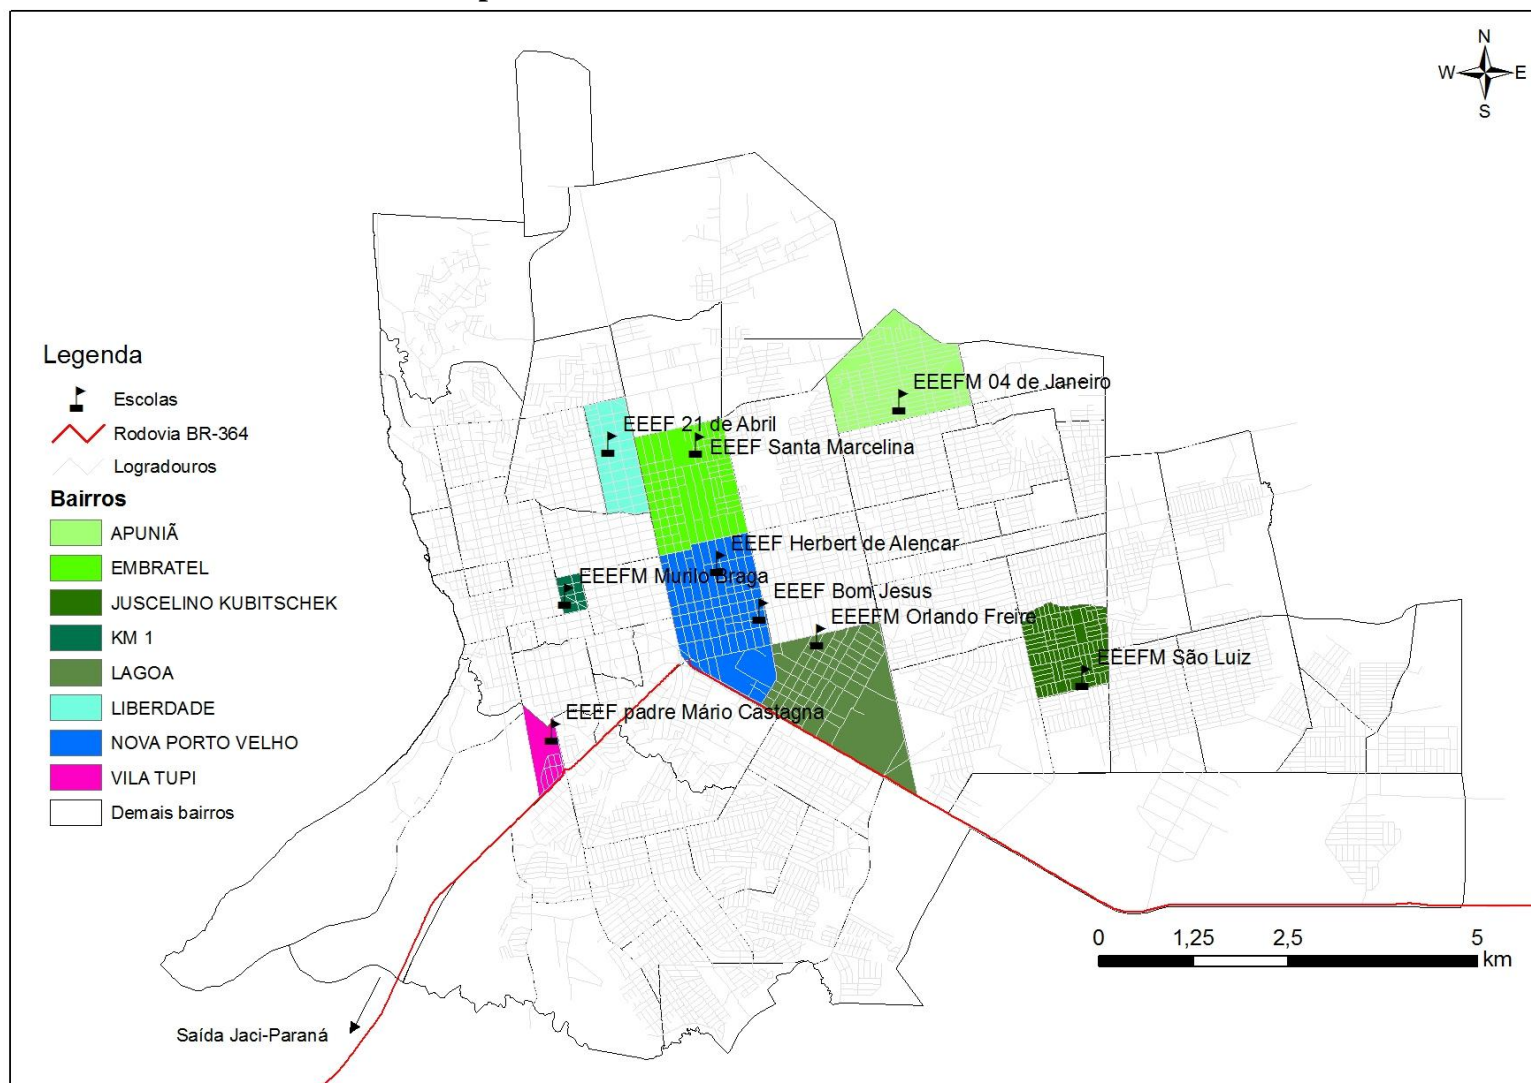 N
W
E
S
Legenda
Escolas
Rodovia BR-364
Logradouros
Bairros
APUNIÃ
EMBRATEL
JUSCELINO KUBITSCHEK
KM 1
LAGOA
LIBERDADE
NOVA PORTO VELHO
VILA TUPI
Demais bairros
EEEFM 04 de Janeiro
EEEF 21 de Abril
EEEF Santa Marcelina
EEEF Herbert de Alencar
EEEFM Murilo Braga
EEEF Bom Jesus
EEEFM Orlando Freire
EEEFM São Luiz
EEEF padre Mário Castagna
0 1,25 2,5 5
km
Saída Jaci-Paraná